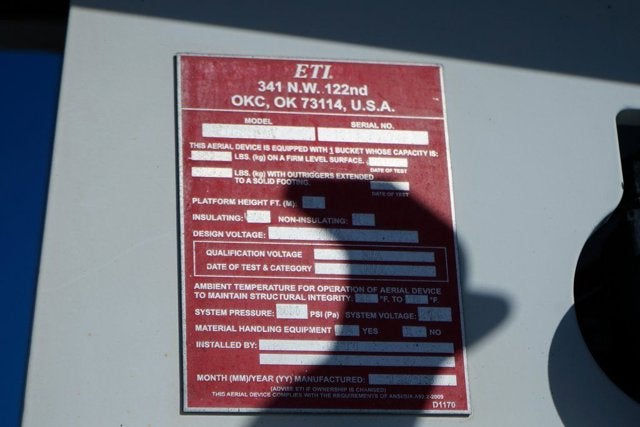 ETI.
341 N.W. 122nd
OKC, OK 73114, U.S.A.
MODEL SERIAL NO.
THIS AERIAL DEVICE IS EQUIPPED WITH 1 BUCKET WHOSE CAPACITY IS:
LBS. (kg) ON A FIRM LEVEL SURFACE.
DATE OF TEST
LBS. (kg) WITH OUTRIGGERS EXTENDED
TO A SOLID FOOTING.
DATE OF TEST
PLATFORM HEIGHT FT. (M):
INSULATING: NON-INSULATING:
DESIGN VOLTAGE:
QUALIFICATION VOLTAGE
DATE OF TEST & CATEGORY
AMBIENT TEMPERATURE FOR OPERATION OF AERIAL DEVICE
TO MAINTAIN STRUCTURAL INTEGRITY. °F. TO °F.
SYSTEM PRESSURE: PSI (Pa) SYSTEM VOLTAGE:
MATERIAL HANDLING EQUIPMENT YES NO
INSTALLED BY:
MONTH (MM)/YEAR (YY) MANUFACTURED:
(ADVISE ETI IF OWNERSHIP IS CHANGED)
THIS AERIAL DEVICE COMPLIES WITH THE REQUIREMENTS OF ANSI/SIA A92.2-2009
D1170